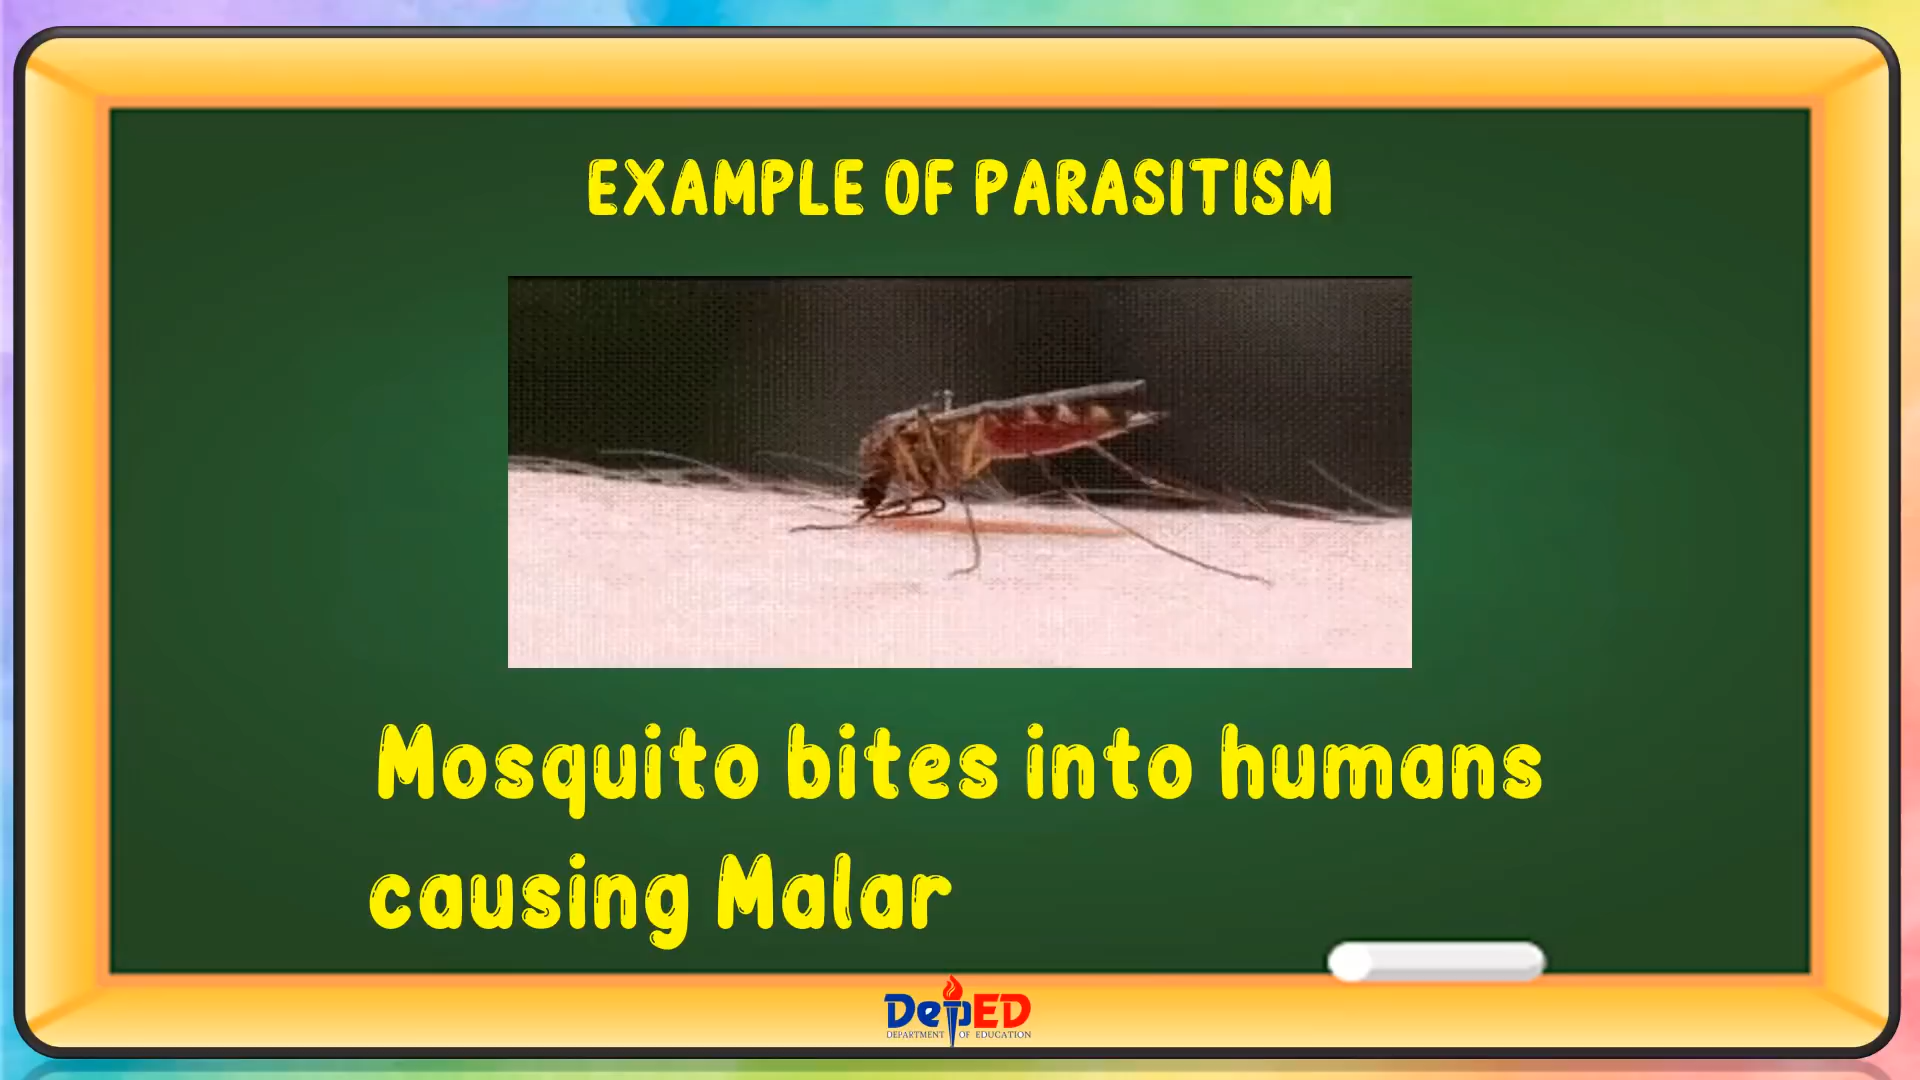 EXAMPLE OF PARASITISM
Mosquito bites into humans
causing Malar
DepED
DEPARTMENT OF EDUCATION